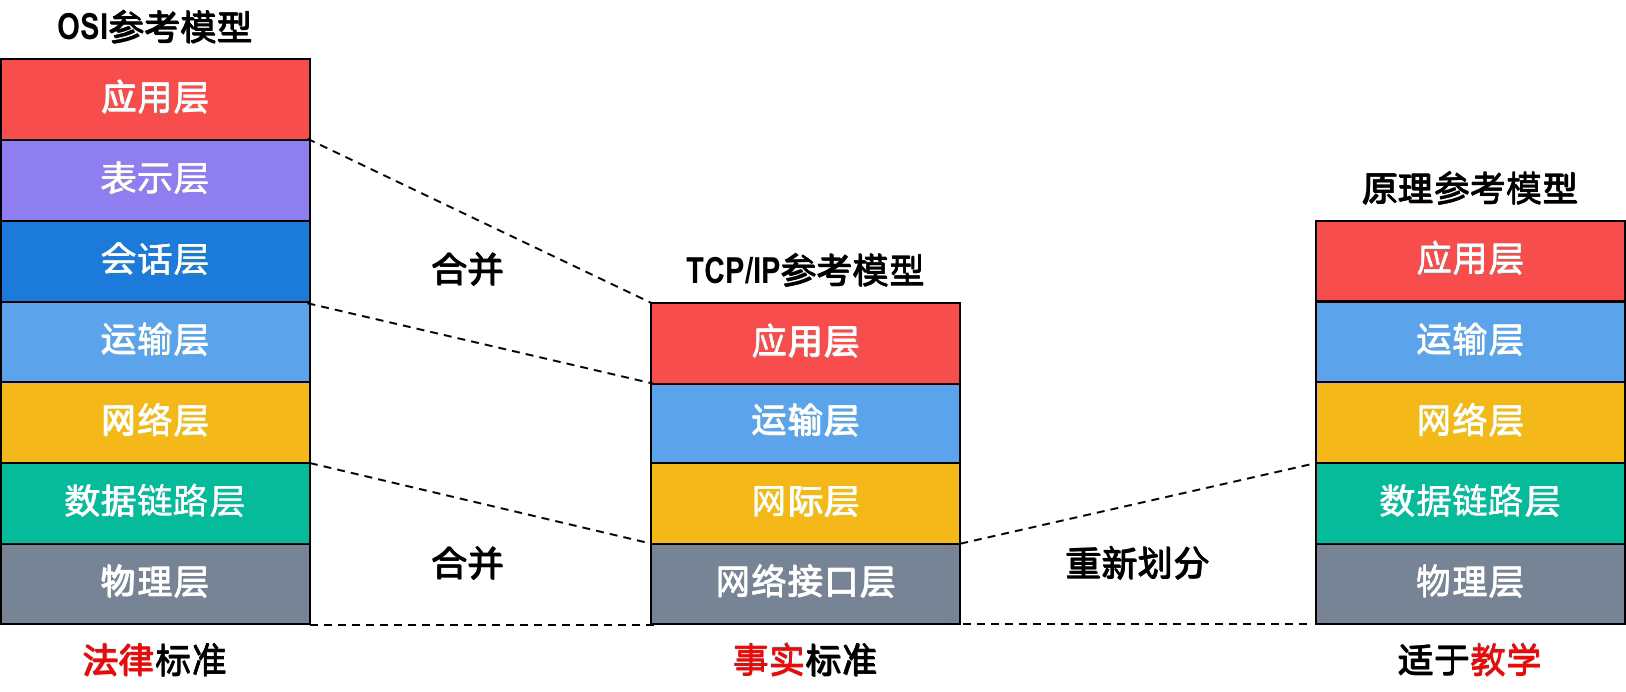 OSI参考模型
应用层
表示层
会话层
运输层
网络层
数据链路层
物理层
法律标准
合并
合并
TCP/IP参考模型
应用层
运输层
网际层
网络接口层
事实标准
重新划分
原理参考模型
应用层
运输层
网络层
数据链路层
物理层
适于教学